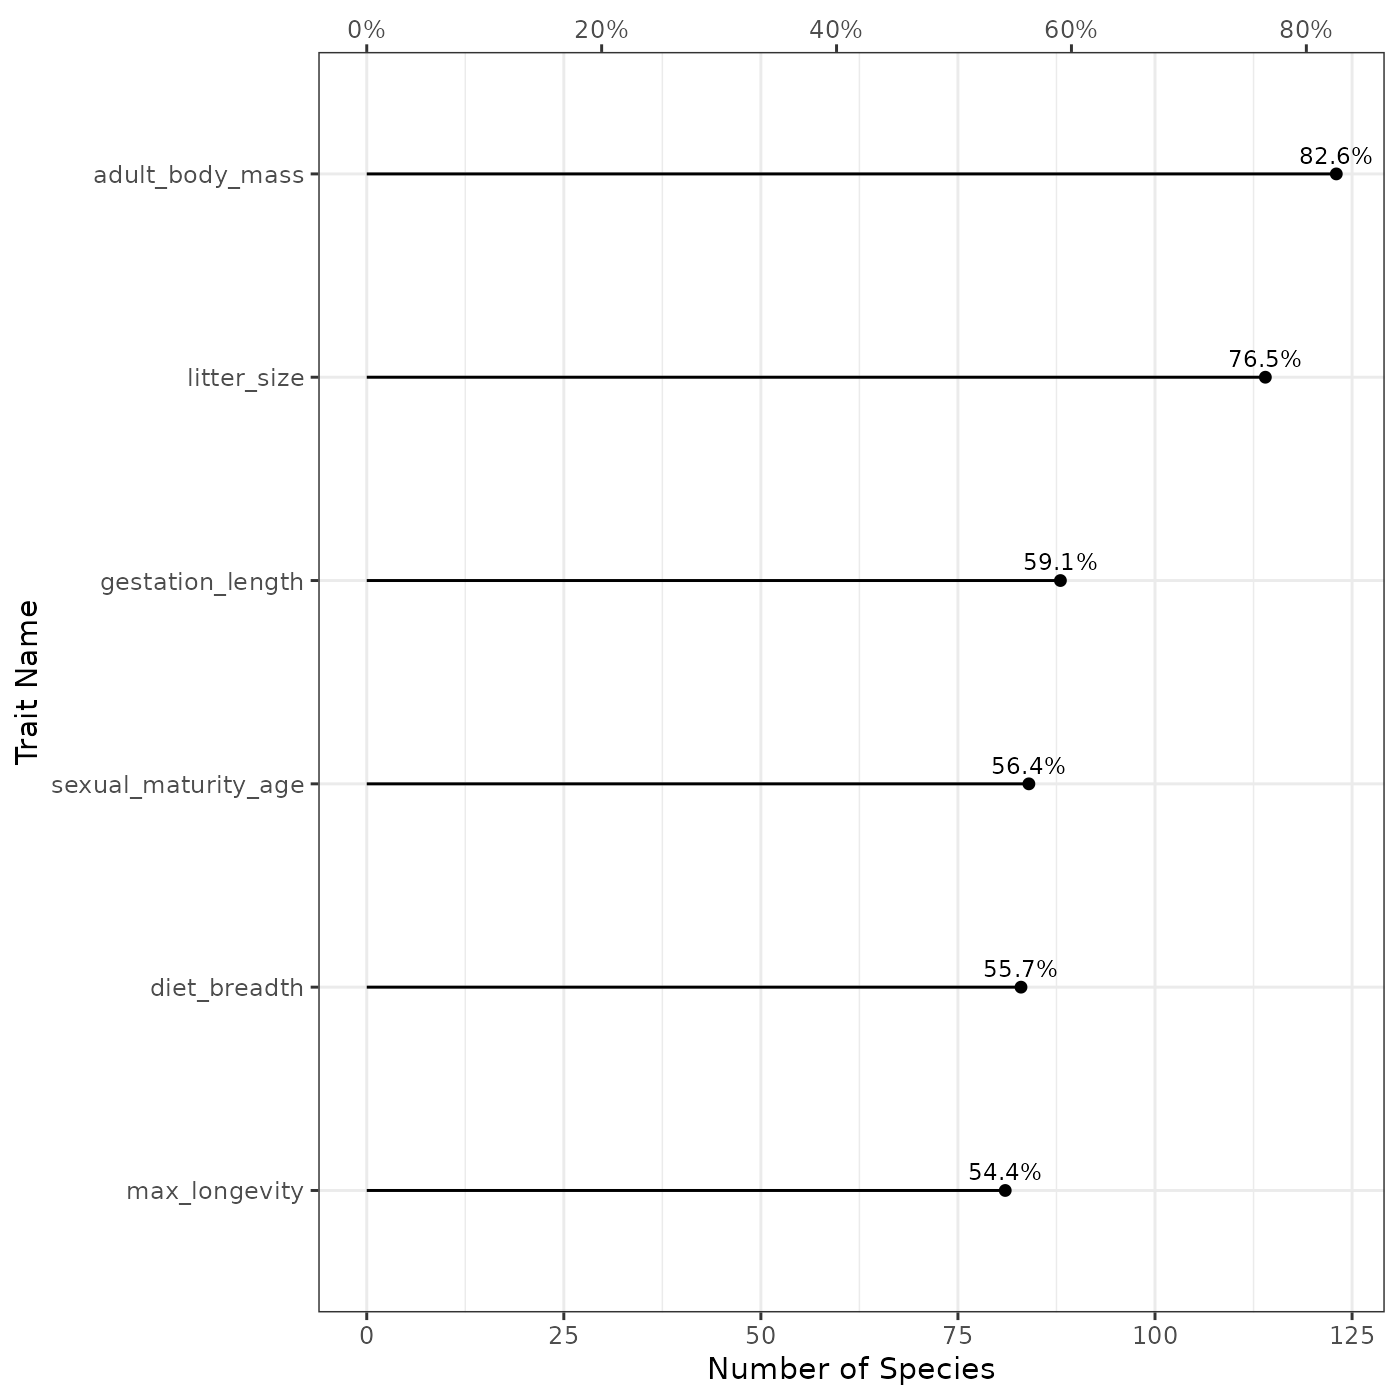 0% 20% 40% 60% 80%
82.6%
adult_body_mass
76.5%
litter_size
59.1%
gestation_length
Trait Name
56.4%
sexual_maturity_age
55.7%
diet_breadth
54.4%
max_longevity
0 25 50 75 100 125
Number of Species